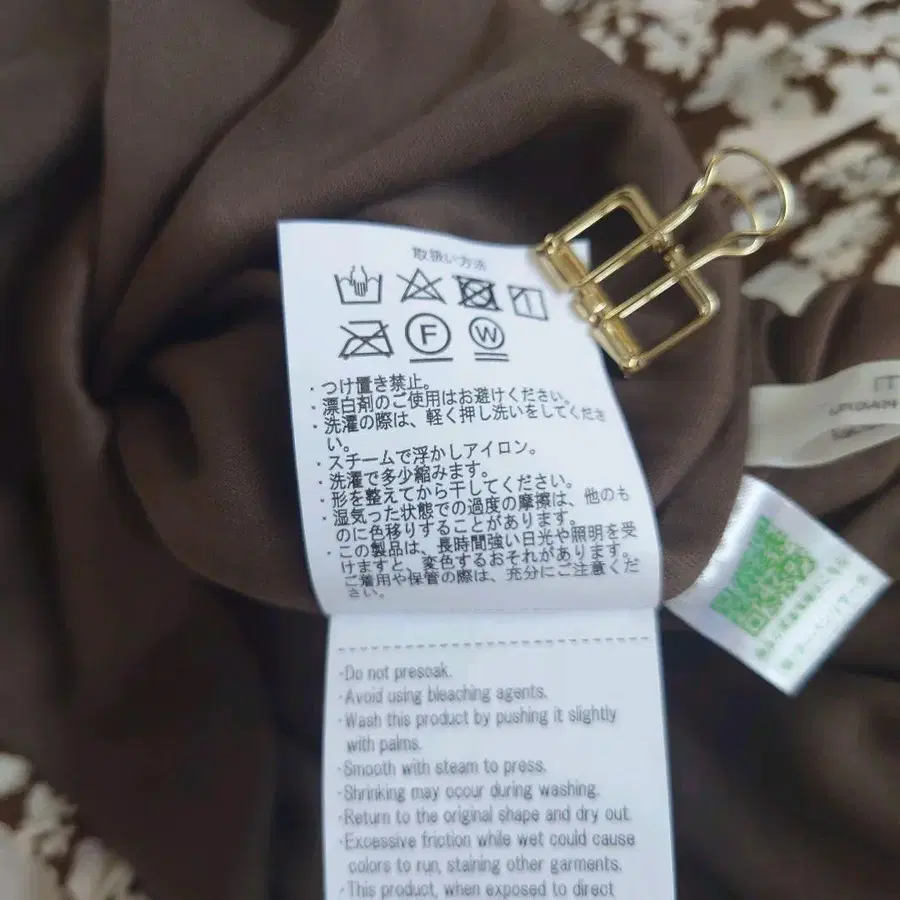 取扱い方法
F
W
・つけ置き禁止。
・漂白剤のご使用はお避けください。
・洗濯の際は、軽く押し洗いをしてくださ
い。
・スチームで浮かしアイロン。
・洗濯で多少縮みます。
・形を整えてから干してください。
・湿気った状態での過度の摩擦は、他のも
のに色移りすることがあります。
・この製品は、長時間強い日光や照明を受
けますと、変色するおそれがあります。
ご着用や保管の際は、充分にご注意くだ
さい。
·Do not presoak.
·Avoid using bleaching agents.
·Wash this product by pushing it slightly
with palms.
·Smooth with steam to press.
·Shrinking may occur during washing.
·Return to the original shape and dry out.
·Excessive friction while wet could cause
colors to run, staining other garments.
·This product, when exposed to direct
IT
URBAN